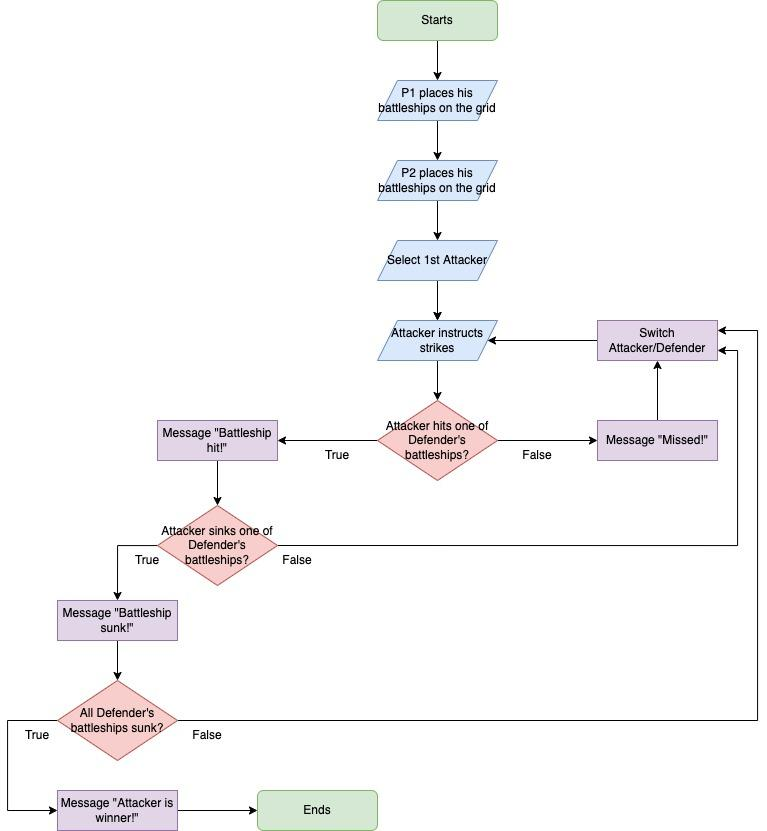 Starts
P1 places his
battleships on the grid
P2 places his
battleships on the grid
Select 1st Attacker
Attacker instructs
strikes
Switch
Attacker/Defender
Attacker hits one of
Defender's
battleships?
Message "Battleship
hit!"
True
False
Message "Missed!"
Attacker sinks one of
Defender's
battleships?
True
False
Message "Battleship
sunk!"
All Defender's
battleships sunk?
True
False
Message "Attacker is
winner!"
Ends